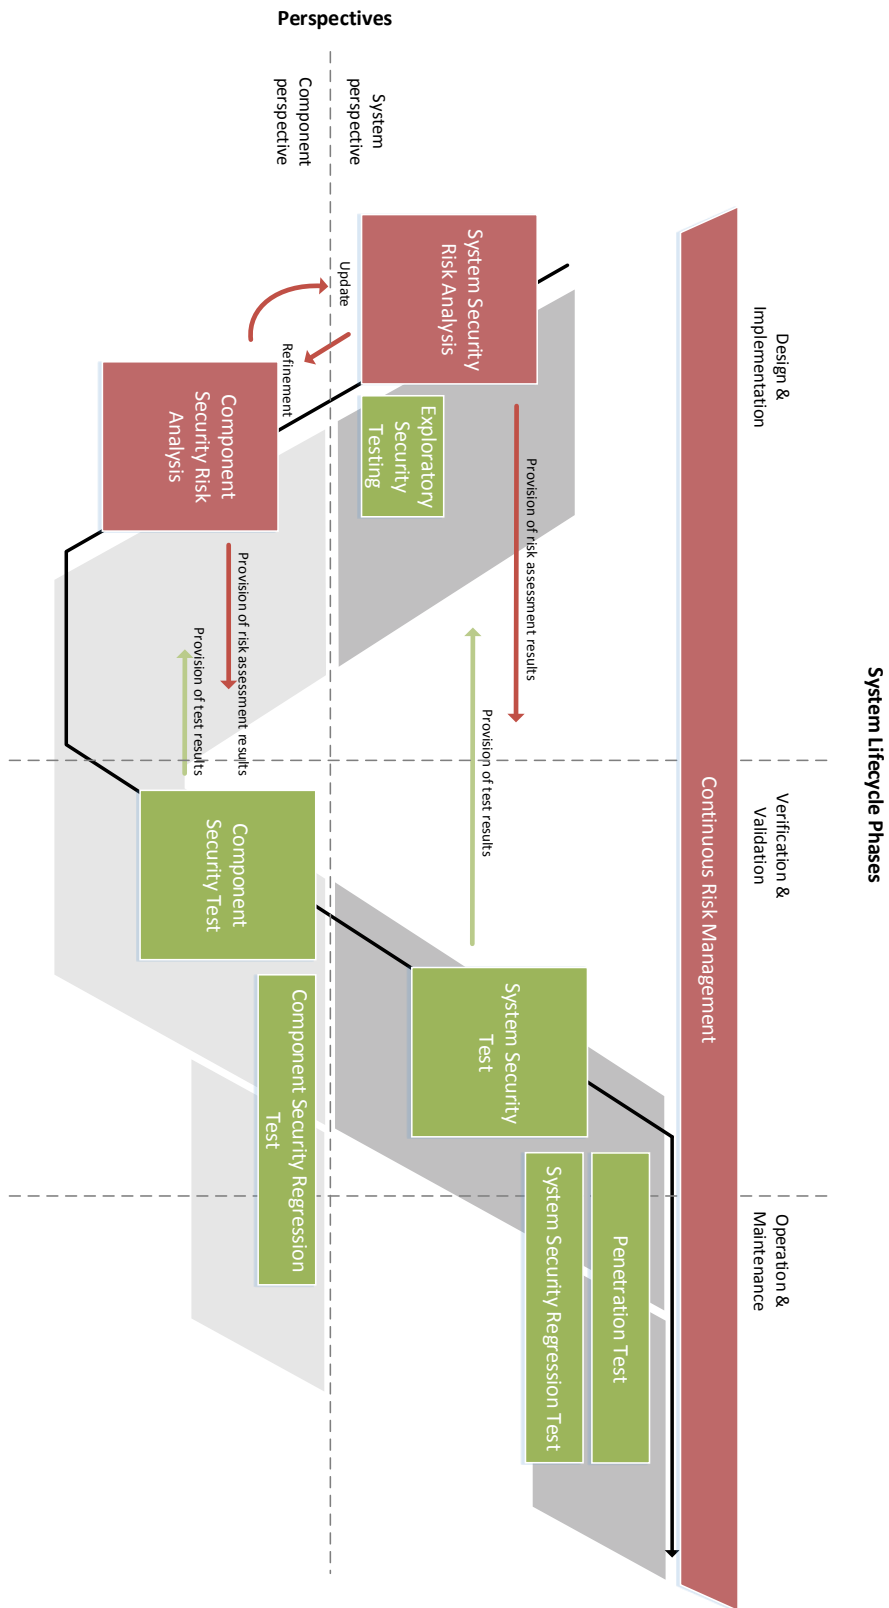 System Lifecycle Phases
Design &
Implementation
Verification &
Validation
Operation &
Maintenance
Continuous Risk Management
Perspectives
System
perspective
Component
perspective
System Security
Risk Analysis
Exploratory
Security
Testing
Provision of risk assessment results
Provision of test results
System Security
Test
Penetration Test
System Security Regression Test
Update
Refinement
Component
Security Risk
Analysis
Provision of risk assessment results
Provision of test results
Component
Security Test
Component Security Regression
Test